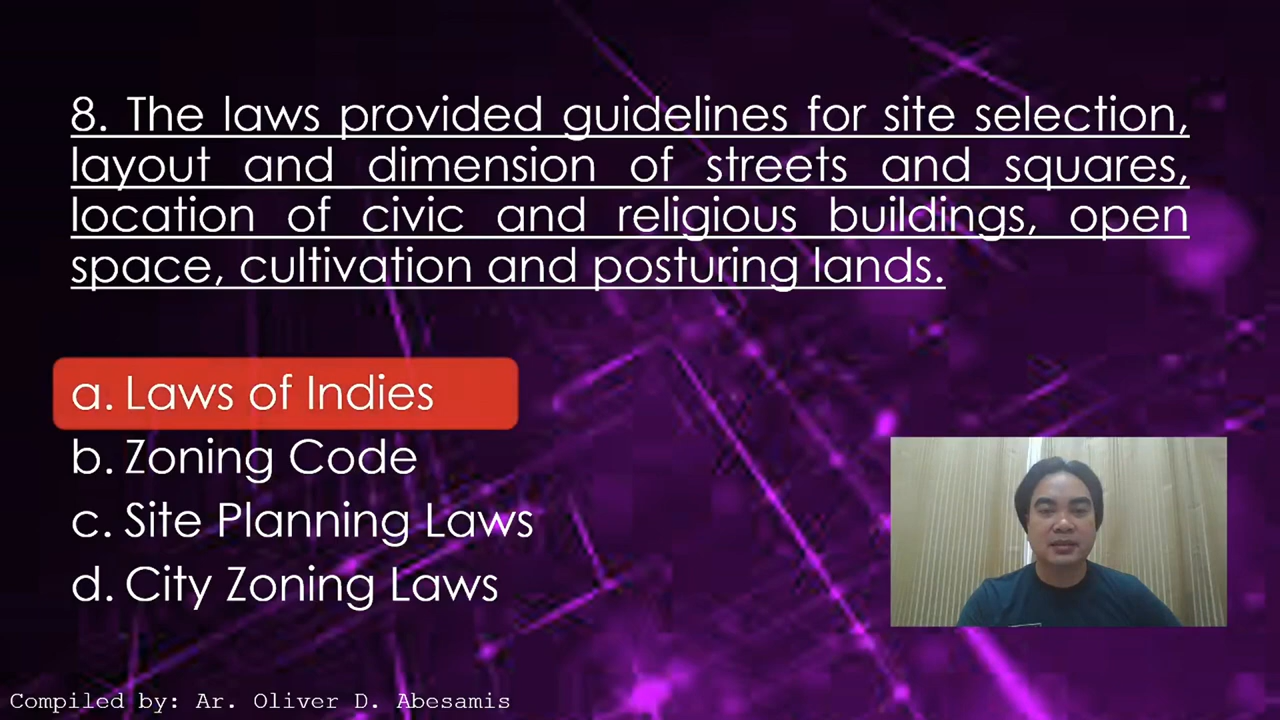 8. The laws provided guidelines for site selection,
layout and dimension of streets and squares,
location of civic and religious buildings, open
space, cultivation and posturing lands.
a. Laws of Indies
b. Zoning Code
c. Site Planning Laws
d. City Zoning Laws
Compiled by: Ar. Oliver D. Abesamis